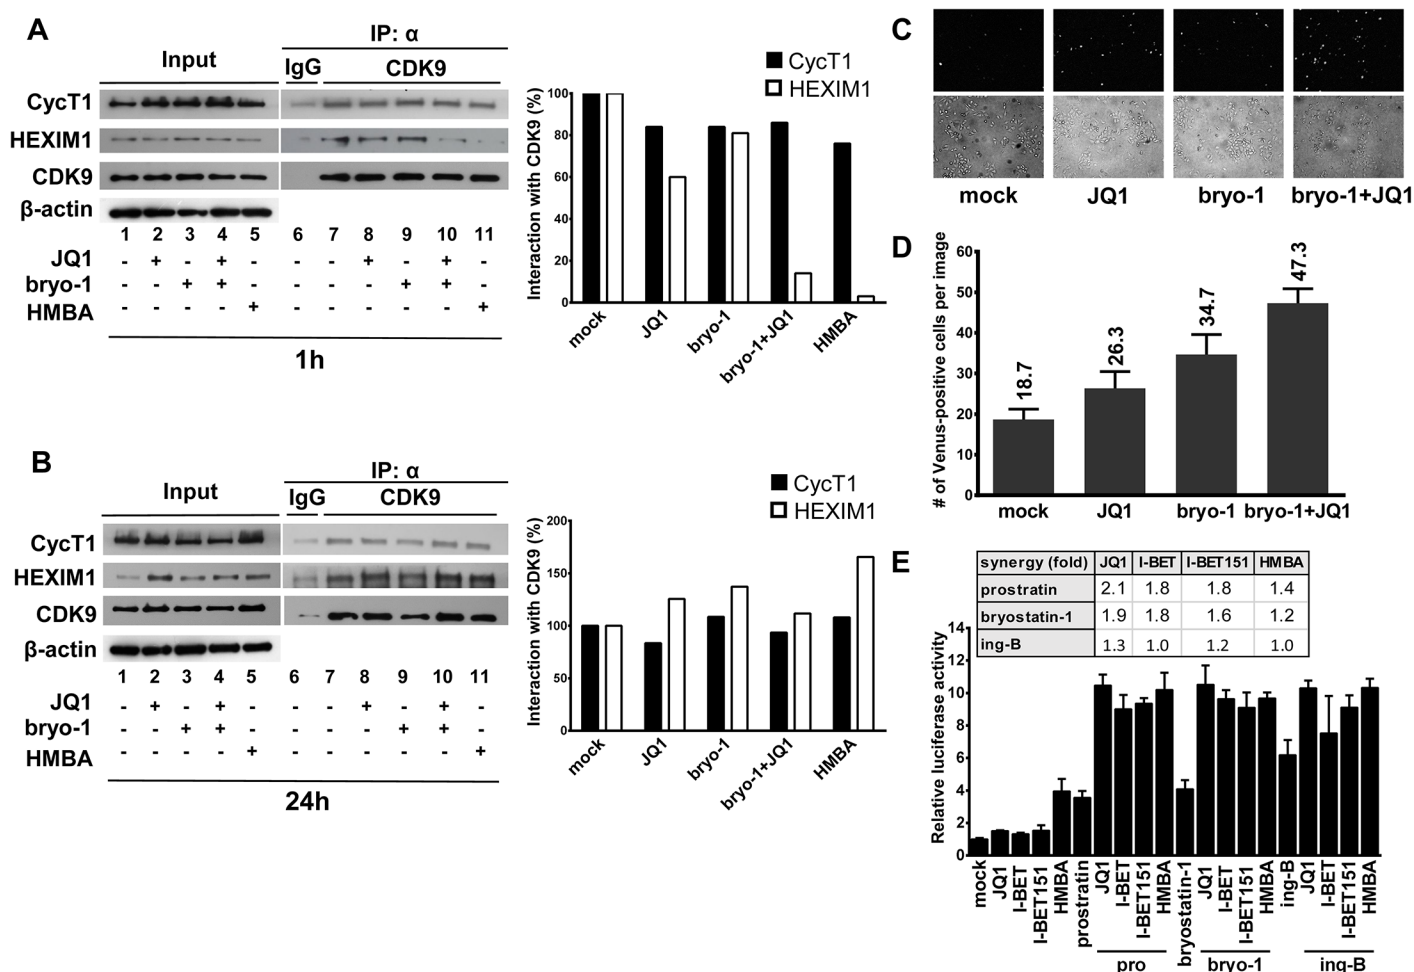 A
Input
IP: α
IgG
CDK9
CycT1
HEXIM1
CDK9
β-actin
1 2 3 4 5 6 7 8 9 10 11
JQ1 - + - + - - - + - + -
bryo-1 - - + + - - - - + + -
HMBA - - - - + - - - - - +
1h
CycT1
HEXIM1
Interaction with CDK9 (%)
100
80
60
40
20
0
mock JQ1 bryo-1 bryo-1+JQ1 HMBA
B
Input
IP: α
IgG
CDK9
CycT1
HEXIM1
CDK9
β-actin
1 2 3 4 5 6 7 8 9 10 11
JQ1 - + - + - - - + - + -
bryo-1 - - + + - - - - + + -
HMBA - - - - + - - - - - +
24h
CycT1
HEXIM1
Interaction with CDK9 (%)
200
150
100
50
0
mock JQ1 bryo-1 bryo-1+JQ1 HMBA
C
mock JQ1 bryo-1 bryo-1+JQ1
D
# of Venus-positive cells per image
60
50
40
30
20
10
0
18.7 26.3 34.7 47.3
mock JQ1 bryo-1 bryo-1+JQ1
E
synergy (fold) JQ1 I-BET I-BET151 HMBA
prostratin 2.1 1.8 1.8 1.4
bryostatin-1 1.9 1.8 1.6 1.2
ing-B 1.3 1.0 1.2 1.0
Relative luciferase activity
14
12
10
8
6
4
2
0
mock JQ1 I-BET I-BET151 HMBA prostratin JQ1 I-BET I-BET151 HMBA bryostatin-1 JQ1 I-BET I-BET151 HMBA ing-B JQ1 I-BET I-BET151 HMBA
pro bryo-1 ing-B